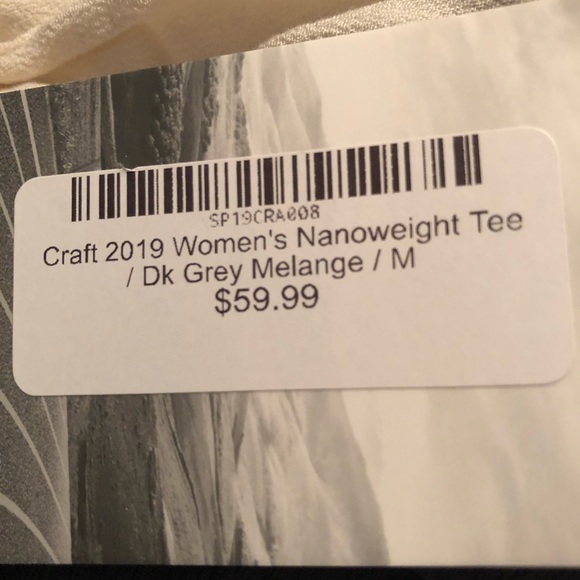 SP19CRA008
Craft 2019 Women's Nanoweight Tee
/ Dk Grey Melange / M
$59.99